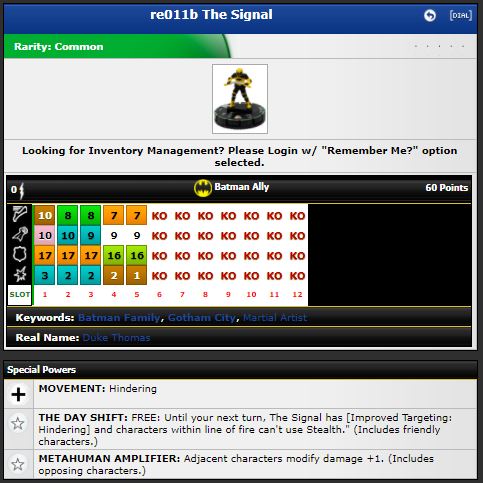 re011b The Signal
[DIAL]
Rarity: Common
Looking for Inventory Management? Please Login w/ "Remember Me?" option
selected.
0 Batman Ally 60 Points
10 8 8 7 7 KO KO KO KO KO KO KO
10 10 9 9 9 KO KO KO KO KO KO KO
17 17 17 16 16 KO KO KO KO KO KO KO
3 2 2 2 1 KO KO KO KO KO KO KO
SLOT 1 2 3 4 5 6 7 8 9 10 11 12
Keywords: Batman Family, Gotham City, Martial Artist
Real Name: Duke Thomas
Special Powers
MOVEMENT: Hindering
THE DAY SHIFT: FREE: Until your next turn, The Signal has [Improved Targeting:
Hindering] and characters within line of fire can't use Stealth." (Includes friendly
characters.)
METAHUMAN AMPLIFIER: Adjacent characters modify damage +1. (Includes
opposing characters.)